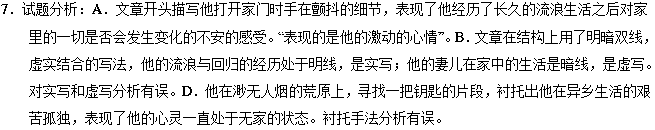 7．试题分析：A．文章开头描写他打开家门时手在颤抖的细节，表现了他经历了长久的流浪生活之后对家
里的一切是否会发生变化的不安的感受。“表现的是他的激动的心情”。B．文章在结构上用了明暗双线，
虚实结合的写法，他的流浪与回归的经历处于明线，是实写；他的妻儿在家中的生活是暗线，是虚写。
对实写和虚写分析有误。D．他在渺无人烟的荒原上，寻找一把钥匙的片段，衬托出他在异乡生活的艰
苦孤独，表现了他的心灵一直处于无家的状态。衬托手法分析有误。